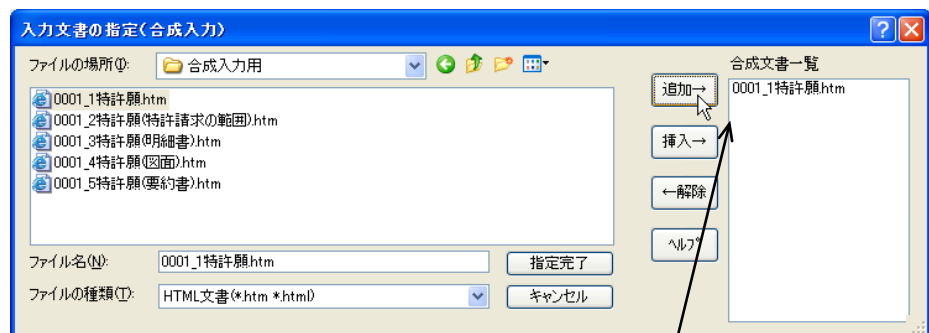 入力文書の指定(合成入力)
ファイルの場所(I):
合成入力用
合成文書一覧
0001_1特許願.htm
0001_2特許願(特許請求の範囲).htm
0001_3特許願(明細書).htm
0001_4特許願(図面).htm
0001_5特許願(要約書).htm
追加→
挿入→
←解除
ヘルプ
0001_1特許願.htm
ファイル名(N):
0001_1特許願.htm
指定完了
ファイルの種類(T):
HTML文書(*.htm *.html)
キャンセル